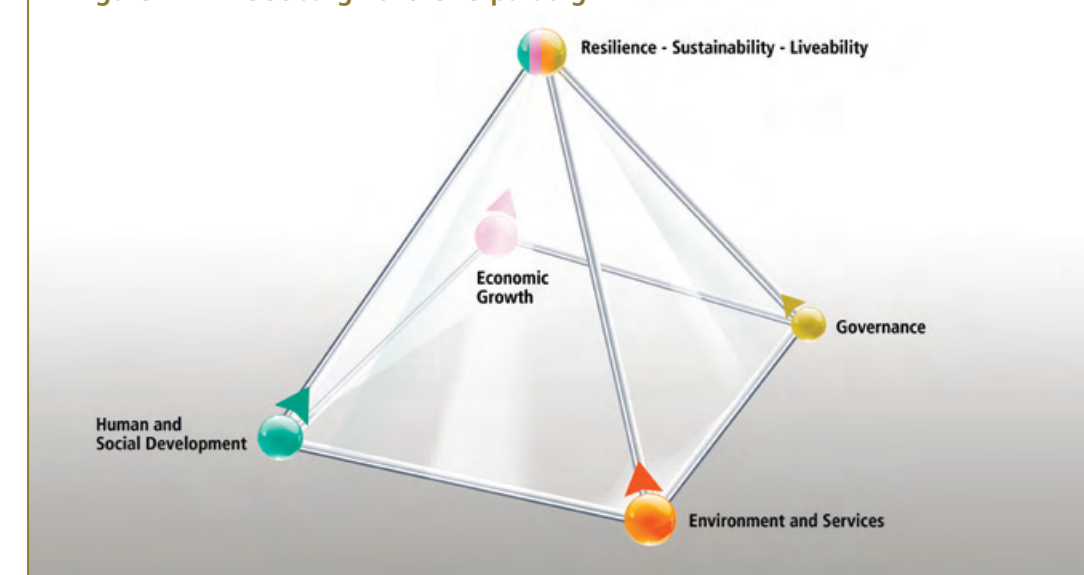 Resilience - Sustainability - Liveability
Economic
Growth
Governance
Human and
Social Development
Environment and Services